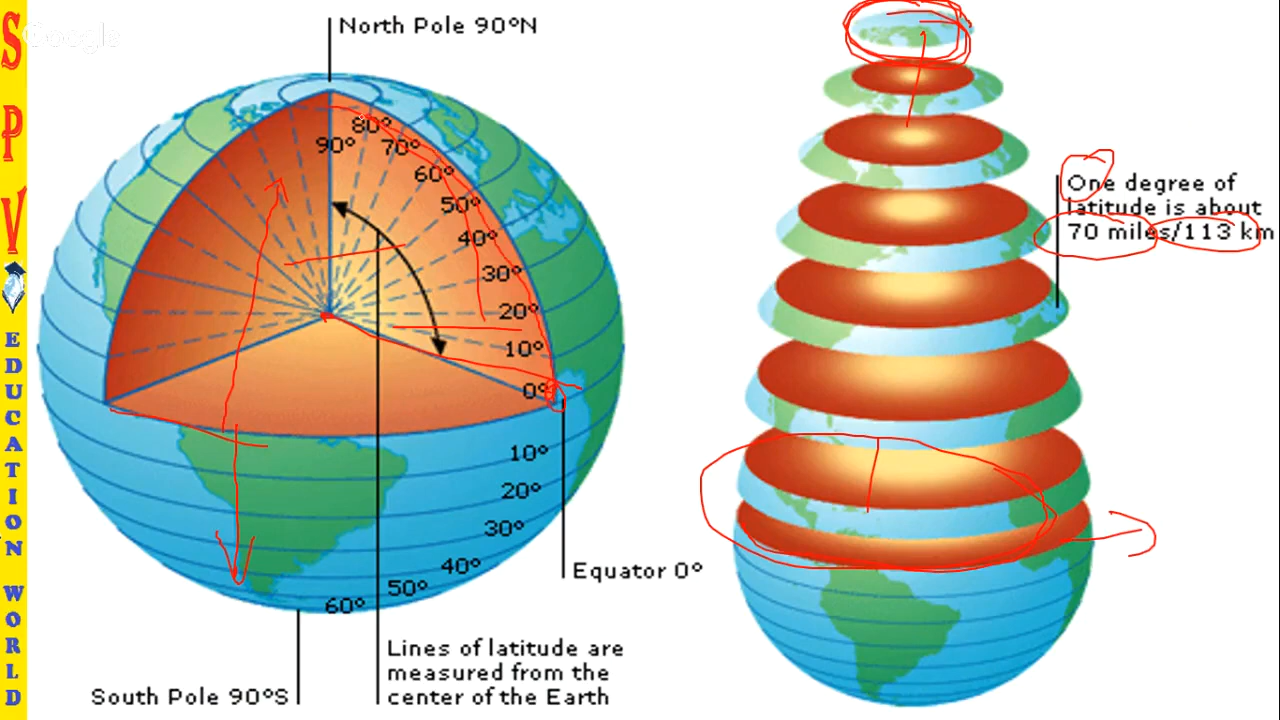 S P V
EDUCATION WORLD
Google
North Pole 90°N
80°
90°
70°
60°
50°
40°
30°
20°
10°
0°
10°
20°
30°
40°
50°
60°
Equator 0°
Lines of latitude are
measured from the
center of the Earth
South Pole 90°S
One degree of
latitude is about
70 miles/113 km